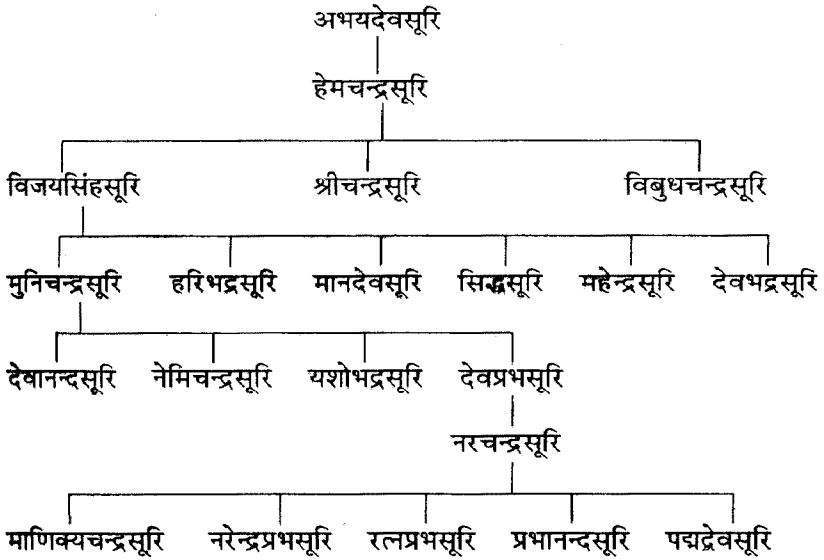 अभयदेवसूरि
हेमचन्द्रसूरि
विजयसिंहसूरि श्रीचन्द्रसूरि विबुधचन्द्रसूरि
मुनिचन्द्रसूरि हरिभद्रसूरि मानदेवसूरि सिद्धसूरि महेन्द्रसूरि देवभद्रसूरि
देवानन्दसूरि नेमिचन्द्रसूरि यशोभद्रसूरि देवप्रभसूरि
नरचन्द्रसूरि
माणिक्यचन्द्रसूरि नरेन्द्रप्रभसूरि रत्नप्रभसूरि प्रभानन्दसूरि पद्मद्रेवसूरि